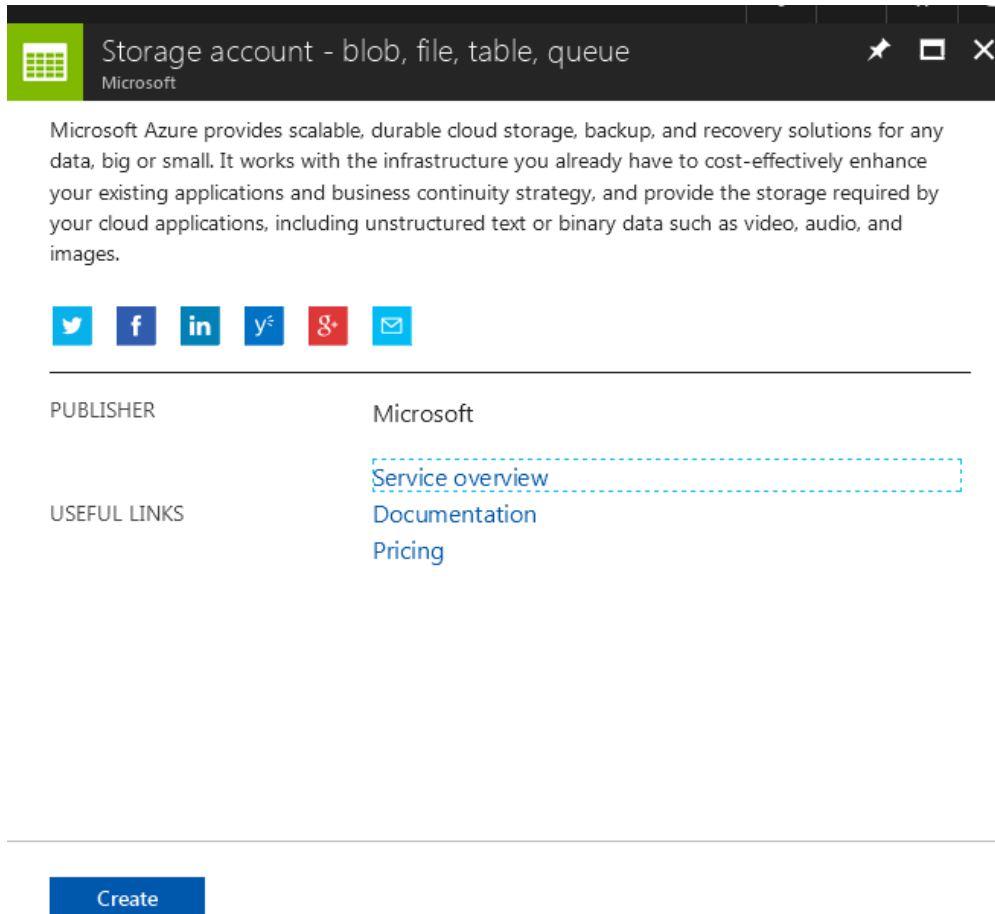 Storage account - blob, file, table, queue
Microsoft
Microsoft Azure provides scalable, durable cloud storage, backup, and recovery solutions for any
data, big or small. It works with the infrastructure you already have to cost-effectively enhance
your existing applications and business continuity strategy, and provide the storage required by
your cloud applications, including unstructured text or binary data such as video, audio, and
images.
f in y 8+
PUBLISHER Microsoft
Service overview
USEFUL LINKS Documentation
Pricing
Create